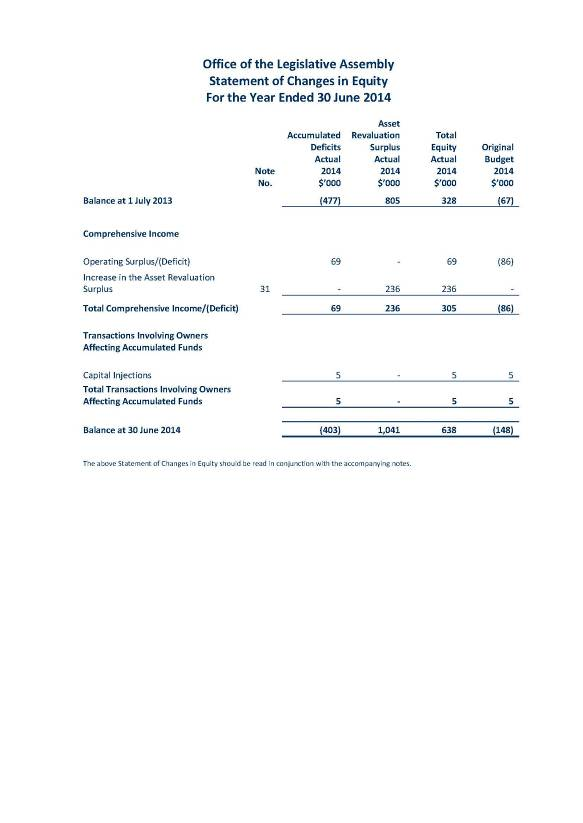 Office of the Legislative Assembly
Statement of Changes in Equity
For the Year Ended 30 June 2014
Asset
Accumulated Revaluation Total
Deficits Surplus Equity Original
Actual Actual Actual Budget
Note 2014 2014 2014 2014
No. $'000 $'000 $'000 $'000
Balance at 1 July 2013 (477) 805 328 (67)
Comprehensive Income
Operating Surplus/(Deficit) 69 - 69 (86)
Increase in the Asset Revaluation
Surplus 31 - 236 236 -
Total Comprehensive Income/(Deficit) 69 236 305 (86)
Transactions Involving Owners
Affecting Accumulated Funds
Capital Injections 5 - 5 5
Total Transactions Involving Owners
Affecting Accumulated Funds 5 - 5 5
Balance at 30 June 2014 (403) 1,041 638 (148)
The above Statement of Changes in Equity should be read in conjunction with the accompanying notes.